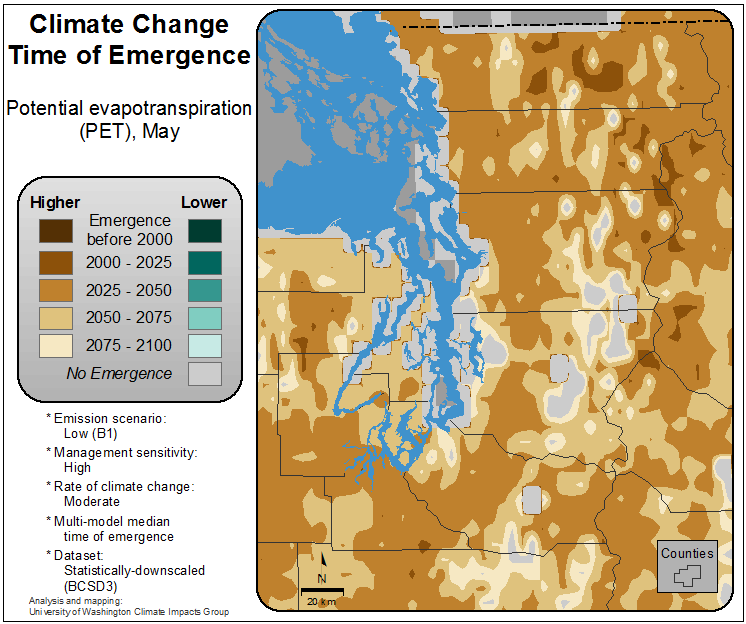 Climate Change
Time of Emergence
Potential evapotranspiration
(PET), May
Higher
Lower
Emergence
before 2000
2000 - 2025
2025 - 2050
2050 - 2075
2075 - 2100
No Emergence
* Emission scenario:
Low (B1)
* Management sensitivity:
High
* Rate of climate change:
Moderate
* Multi-model median
time of emergence
* Dataset:
Statistically-downscaled
(BCSD3)
Analysis and mapping:
University of Washington Climate Impacts Group
N
20 km
Counties